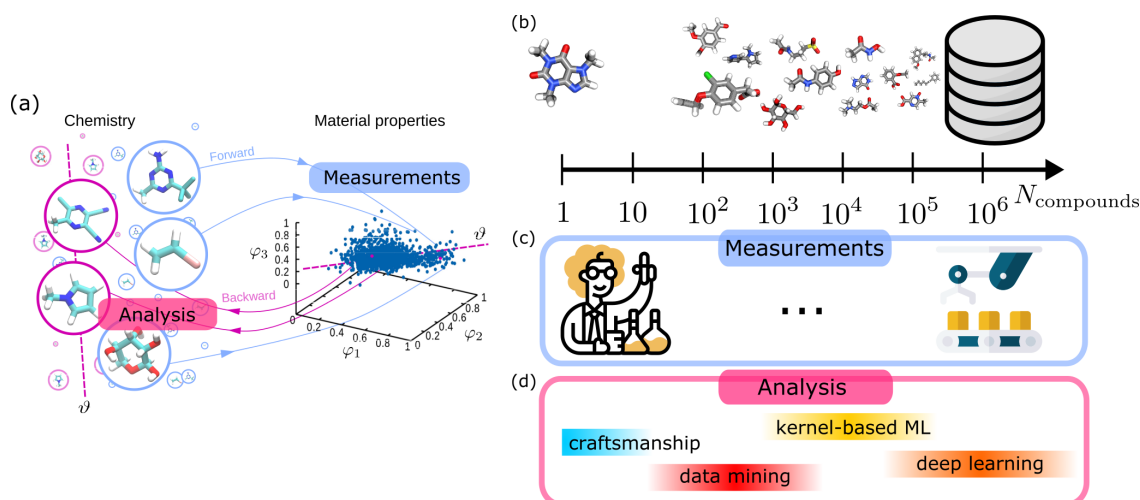 (a)
Chemistry
Material properties
Forward
Measurements
Backward
Analysis
ϑ
ϑ
φ3
1
0.8
0.6
0.4
0.2
0
0
0.2
0.4
0.6
0.8
1
φ1
0
0.2
0.4
0.6
0.8
1
φ2
(b)
1 10 10² 10³ 10⁴ 10⁵ 10⁶ Ncompounds
(c)
Measurements
...
(d)
Analysis
craftsmanship
kernel-based ML
data mining
deep learning